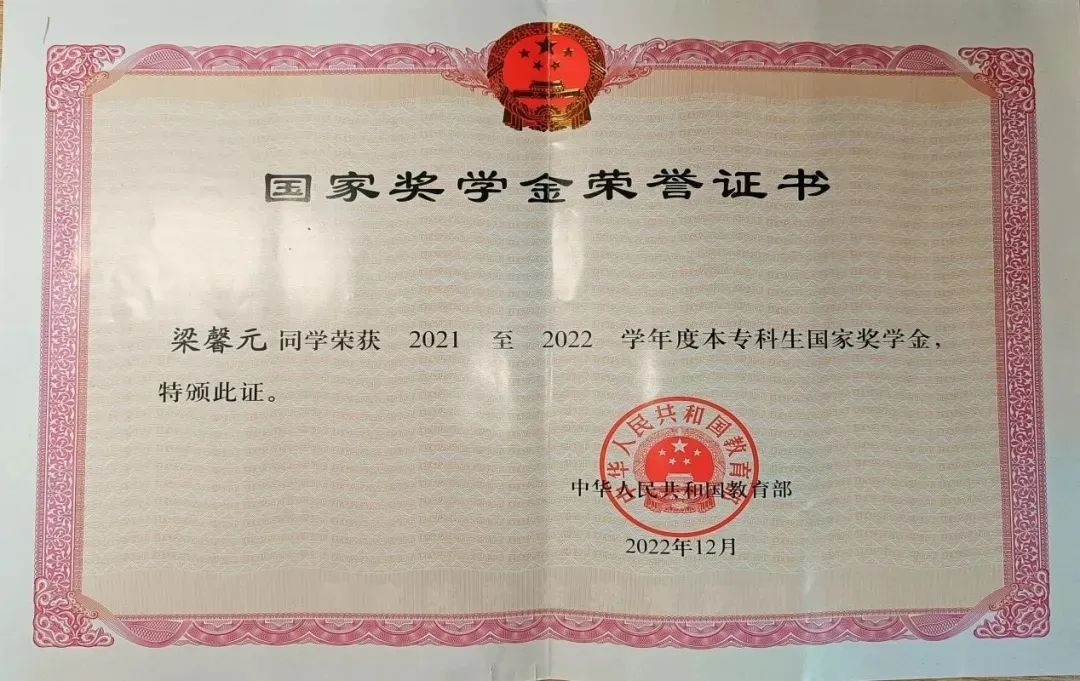 国家奖学金荣誉证书
梁馨元 同学荣获 2021 至 2022 学年度本专科生国家奖学金，
特颁此证。
中华人民共和国教育部
中华人民共和国教育部
2022年12月